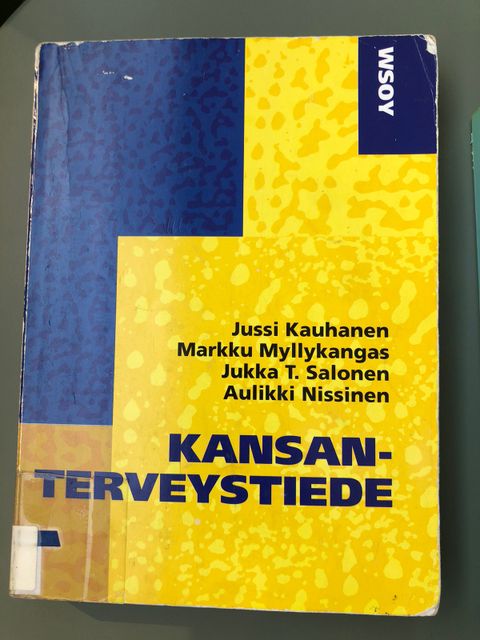 WSOY
Jussi Kauhanen
Markku Myllykangas
Jukka T. Salonen
Aulikki Nissinen
KANSAN-
TERVEYSTIEDE